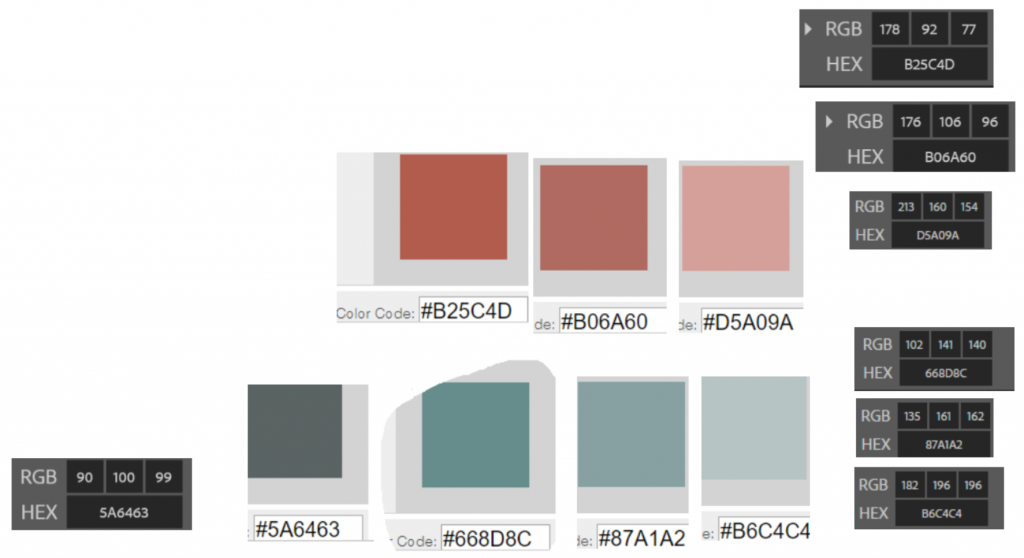 RGB 178 92 77
HEX B25C4D
RGB 176 106 96
HEX B06A60
RGB 213 160 154
HEX D5A09A
Color Code: #B25C4D
de: #B06A60
de: #D5A09A
RGB 102 141 140
HEX 668D8C
RGB 135 161 162
HEX 87A1A2
RGB 182 196 196
HEX B6C4C4
RGB 90 100 99
HEX 5A6463
: #5A6463
Code: #668D8C
de: #87A1A2
e: #B6C4C4